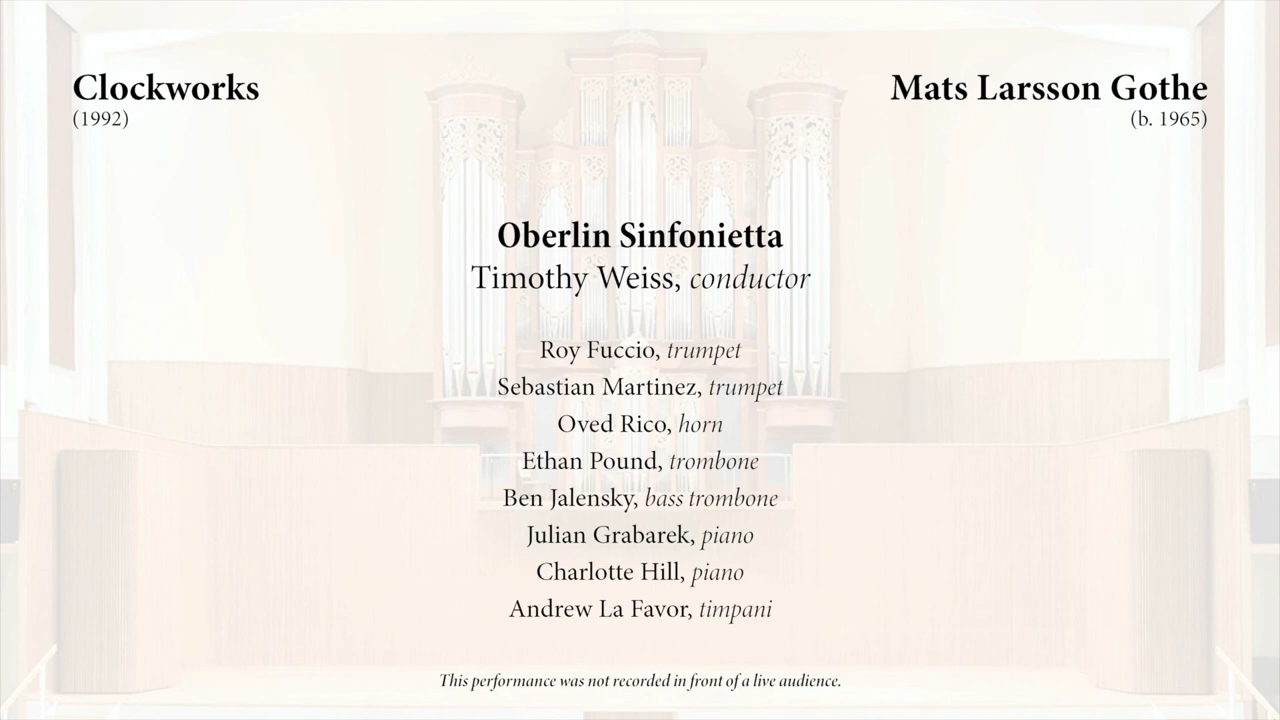 Clockworks
(1992)
Mats Larsson Gothe
(b. 1965)
Oberlin Sinfonietta
Timothy Weiss, conductor
Roy Fuccio, trumpet
Sebastian Martinez, trumpet
Oved Rico, horn
Ethan Pound, trombone
Ben Jalensky, bass trombone
Julian Grabarek, piano
Charlotte Hill, piano
Andrew La Favor, timpani
This performance was not recorded in front of a live audience.